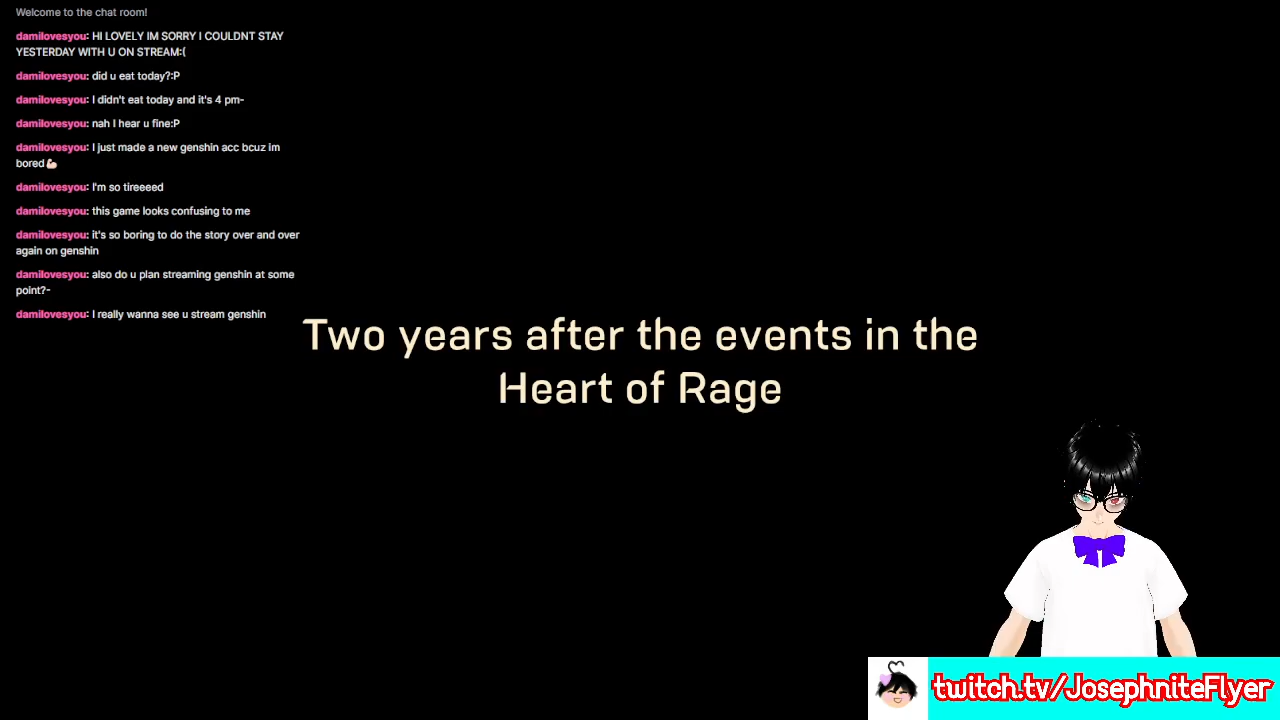 Welcome to the chat room!
damilovesyou: HI LOVELY IM SORRY I COULDNT STAY
YESTERDAY WITH U ON STREAM:(
damilovesyou: did u eat today?:P
damilovesyou: I didn't eat today and it's 4 pm-
damilovesyou: nah I hear u fine:P
damilovesyou: I just made a new genshin acc bcuz im
bored💪🏻
damilovesyou: I'm so tireeeed
damilovesyou: this game looks confusing to me
damilovesyou: it's so boring to do the story over and over
again on genshin
damilovesyou: also do u plan streaming genshin at some
point?-
damilovesyou: I really wanna see u stream genshin
Two years after the events in the
Heart of Rage
twitch.tv/JosephniteFlyer